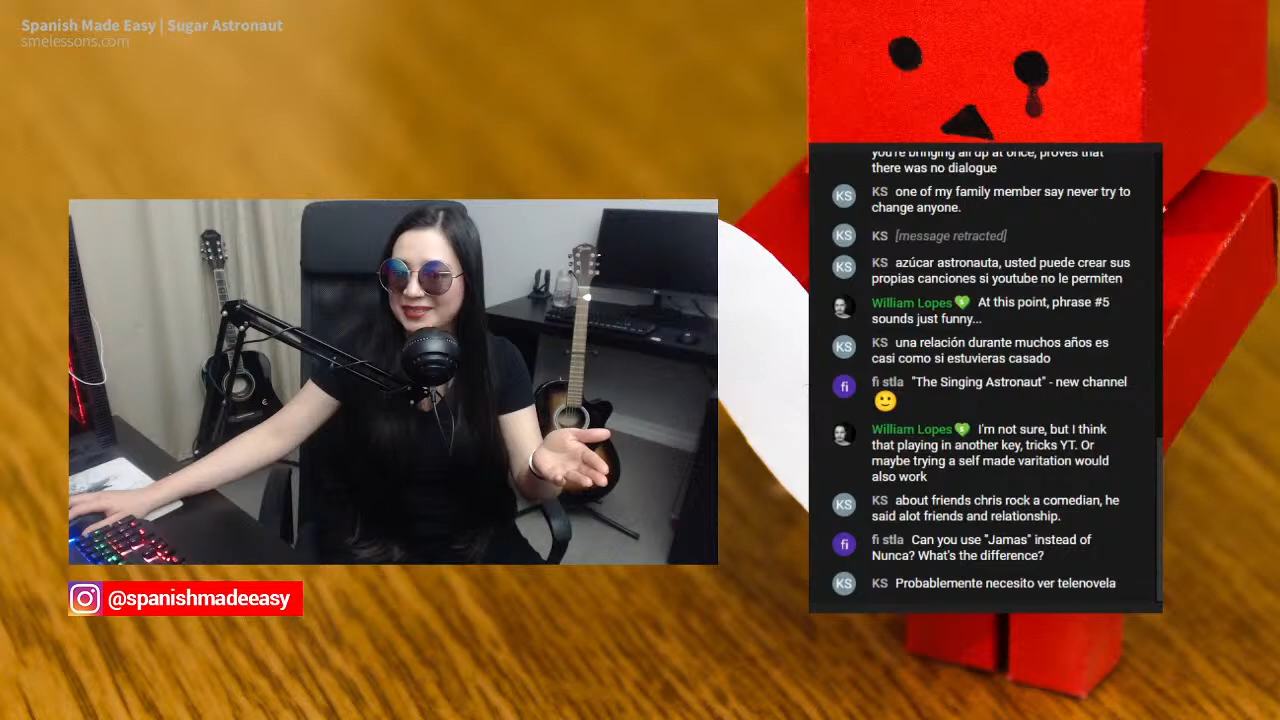 Spanish Made Easy | Sugar Astronaut
smelessons.com
you're bringing all up at once, proves that
there was no dialogue
KS KS one of my family member say never try to
change anyone.
KS KS [message retracted]
KS KS azúcar astronauta, usted puede crear sus
propias canciones si youtube no le permiten
William Lopes At this point, phrase #5
sounds just funny...
KS KS una relación durante muchos años es
casi como si estuvieras casado
fi fi stla "The Singing Astronaut" - new channel
William Lopes I'm not sure, but I think
that playing in another key, tricks YT. Or
maybe trying a self made varitation would
also work
KS KS about friends chris rock a comedian, he
said alot friends and relationship.
fi fi stla Can you use "Jamas" instead of
Nunca? What's the difference?
KS KS Probablemente necesito ver telenovela
@spanishmadeeasy